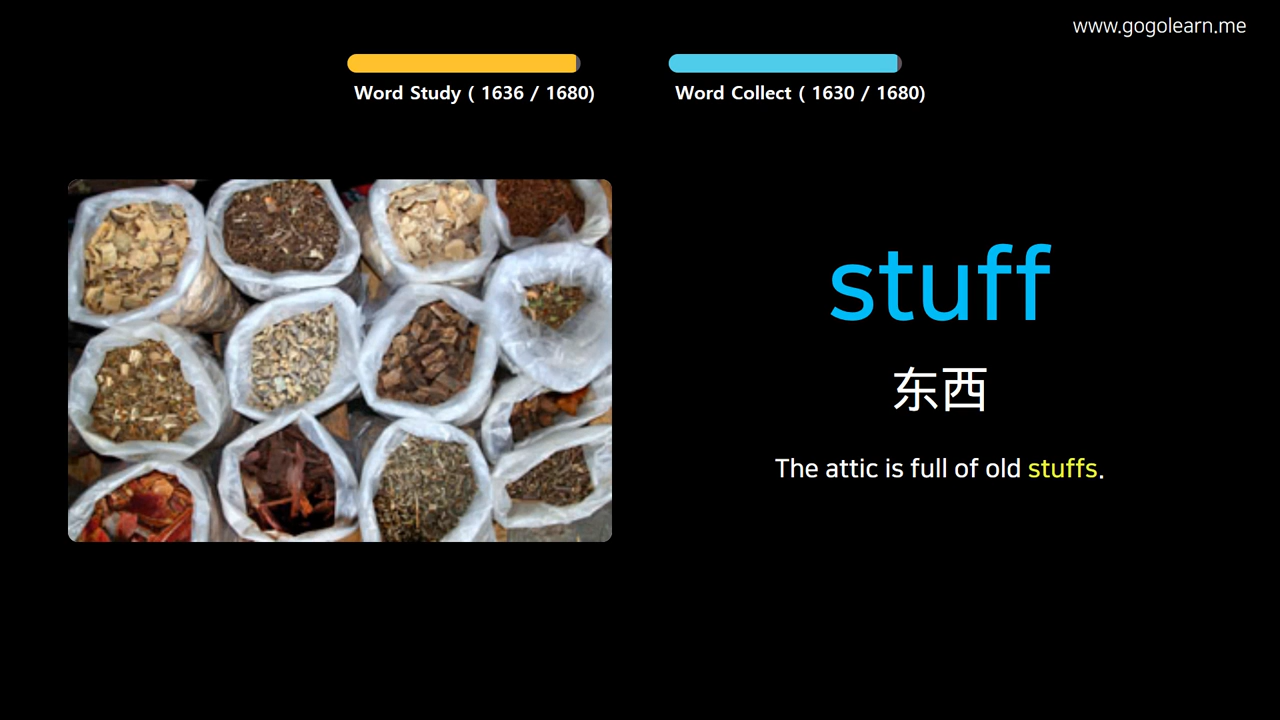 www.gogolearn.me
Word Study ( 1636 / 1680)
Word Collect ( 1630 / 1680)
stuff
东西
The attic is full of old stuffs.